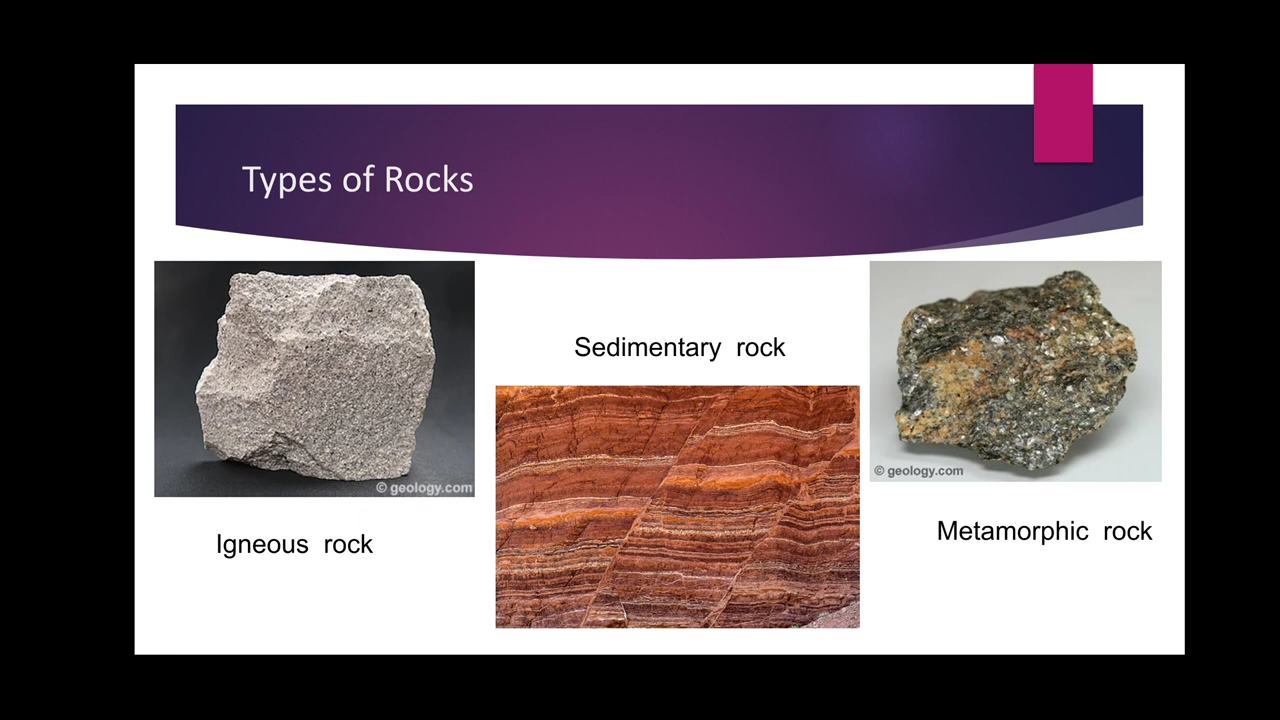 Types of Rocks
© geology.com
Igneous rock
Sedimentary rock
© geology.com
Metamorphic rock